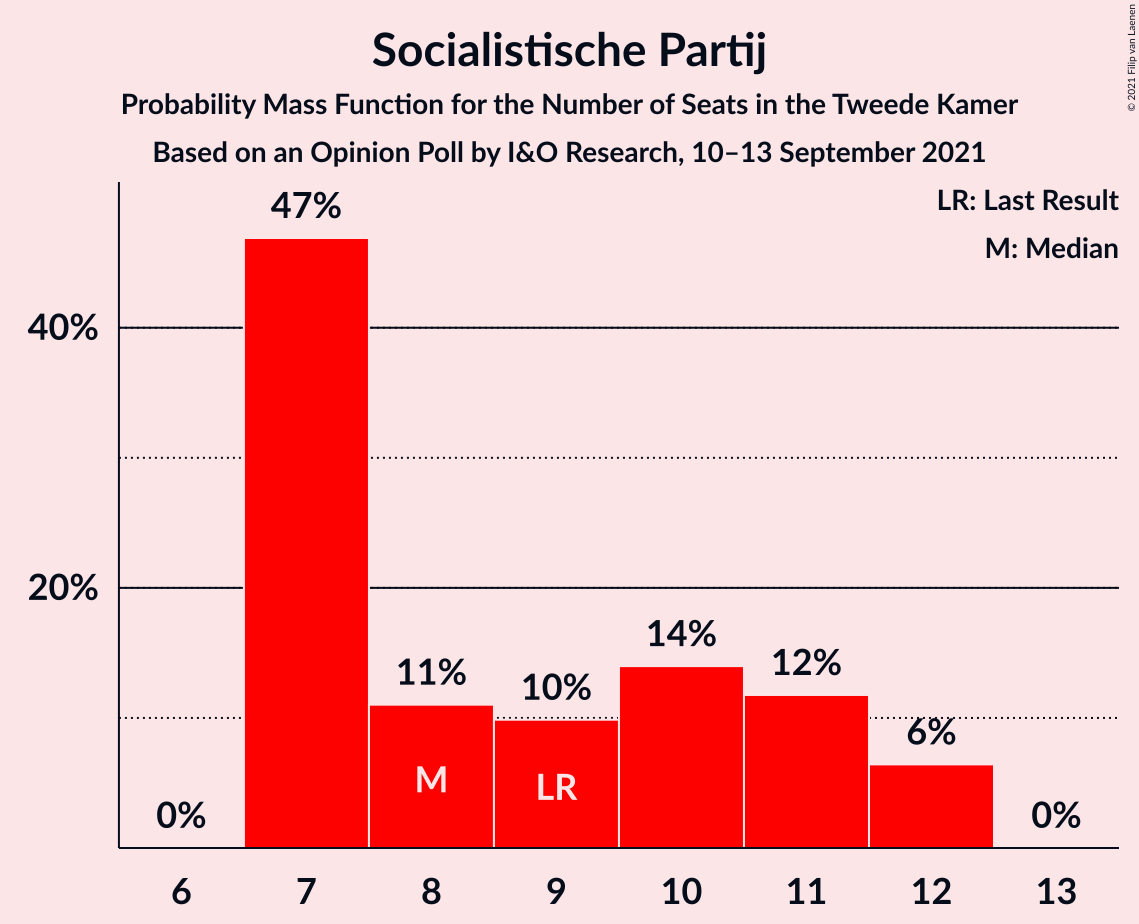 Socialistische Partij
Probability Mass Function for the Number of Seats in the Tweede Kamer
Based on an Opinion Poll by I&O Research, 10–13 September 2021
© 2021 Filip van Laenen
LR: Last Result
M: Median
47%
40%
20%
14%
12%
11%
10%
6%
0%
0%
M
LR
6 7 8 9 10 11 12 13